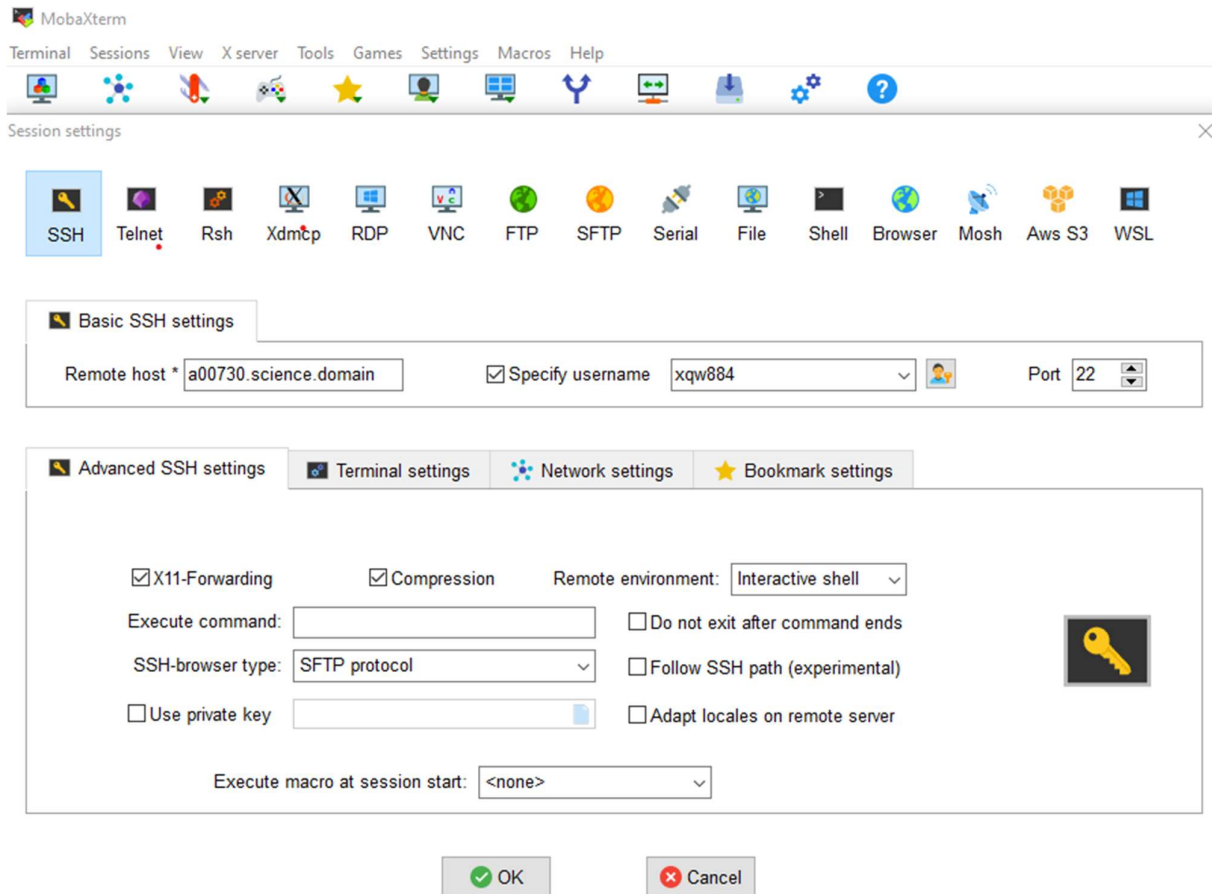 MobaXterm
Terminal Sessions View X server Tools Games Settings Macros Help
Session settings
SSH Telnet Rsh Xdmcp RDP VNC FTP SFTP Serial File Shell Browser Mosh Aws S3 WSL
Basic SSH settings
Remote host * a00730.science.domain Specify username xqw884 Port 22
Advanced SSH settings Terminal settings Network settings Bookmark settings
X11-Forwarding Compression Remote environment: Interactive shell
Execute command: Do not exit after command ends
SSH-browser type: SFTP protocol Follow SSH path (experimental)
Use private key Adapt locales on remote server
Execute macro at session start: <none>
OK Cancel